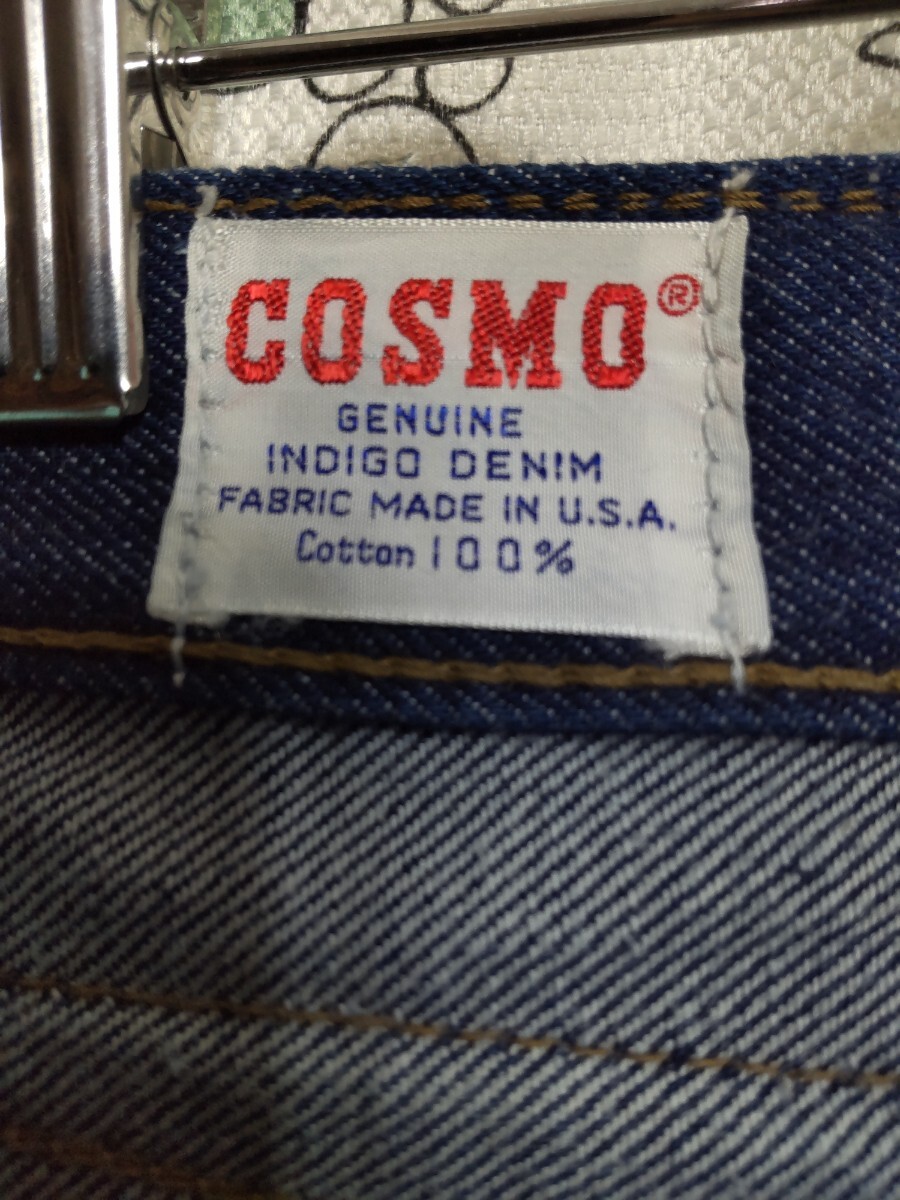 COSMO®
GENUINE
INDIGO DENIM
FABRIC MADE IN U.S.A.
Cotton 100%